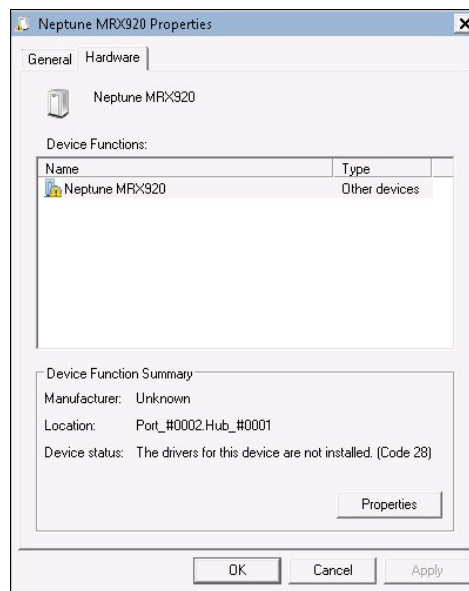 Neptune MRX920 Properties
General Hardware
Neptune MRX920
Device Functions:
Name Type
Neptune MRX920 Other devices
Device Function Summary
Manufacturer: Unknown
Location: Port_#0002.Hub_#0001
Device status: The drivers for this device are not installed. (Code 28)
Properties
OK Cancel Apply